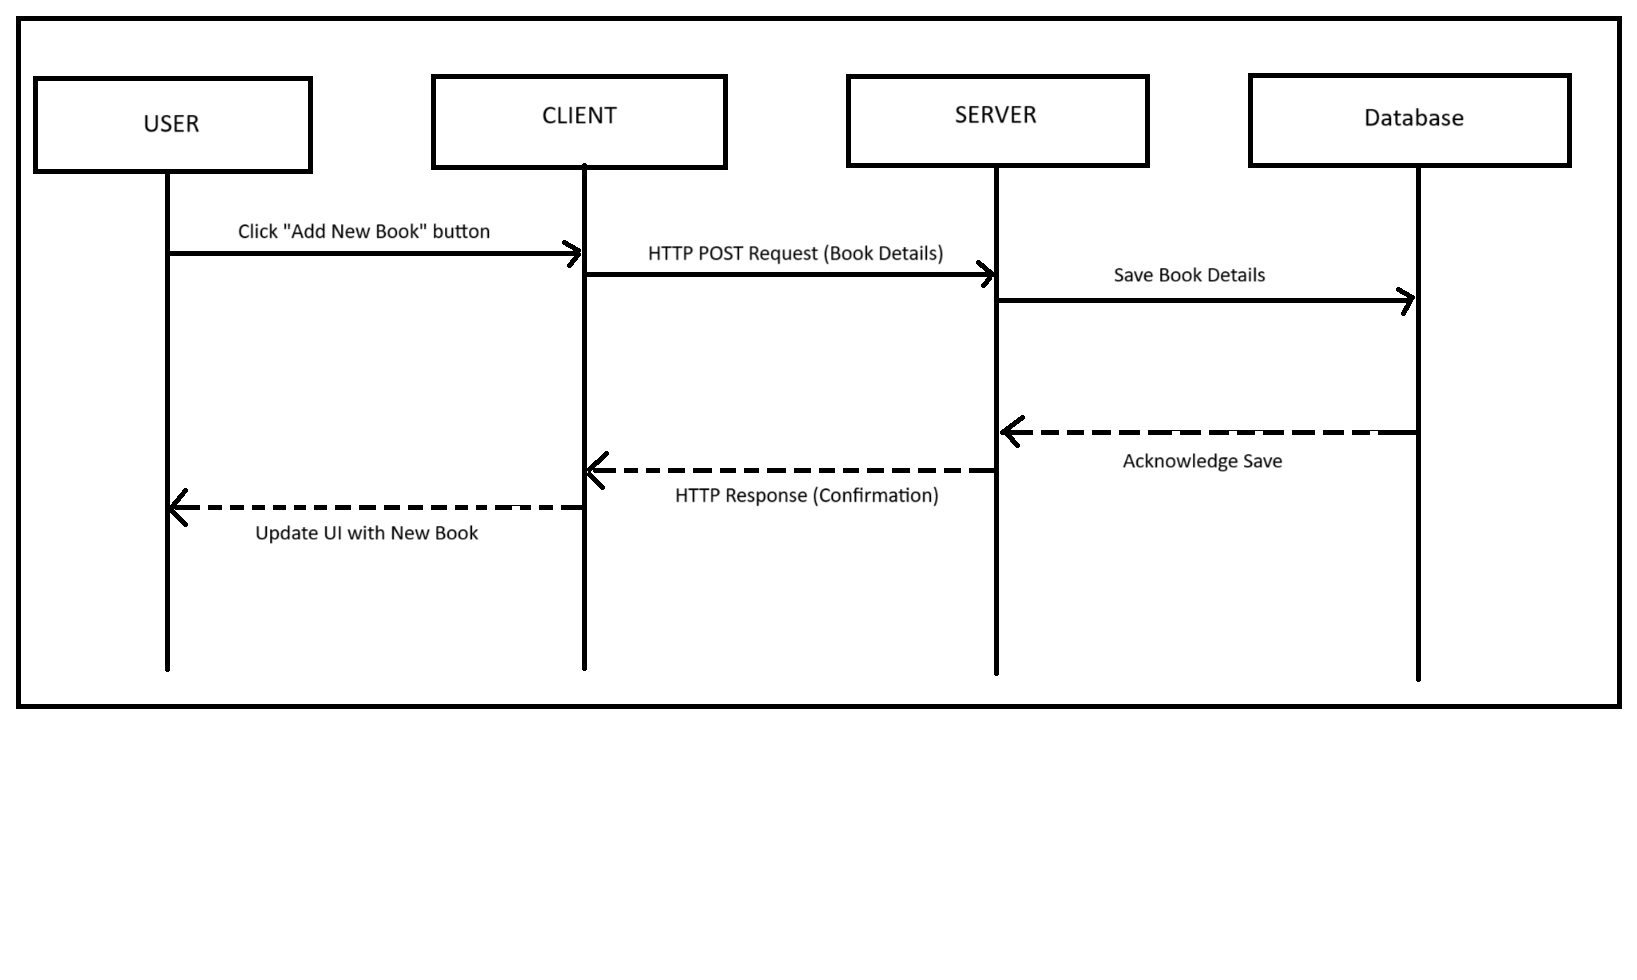 USER
CLIENT
SERVER
Database
Click "Add New Book" button
HTTP POST Request (Book Details)
Save Book Details
Acknowledge Save
HTTP Response (Confirmation)
Update UI with New Book